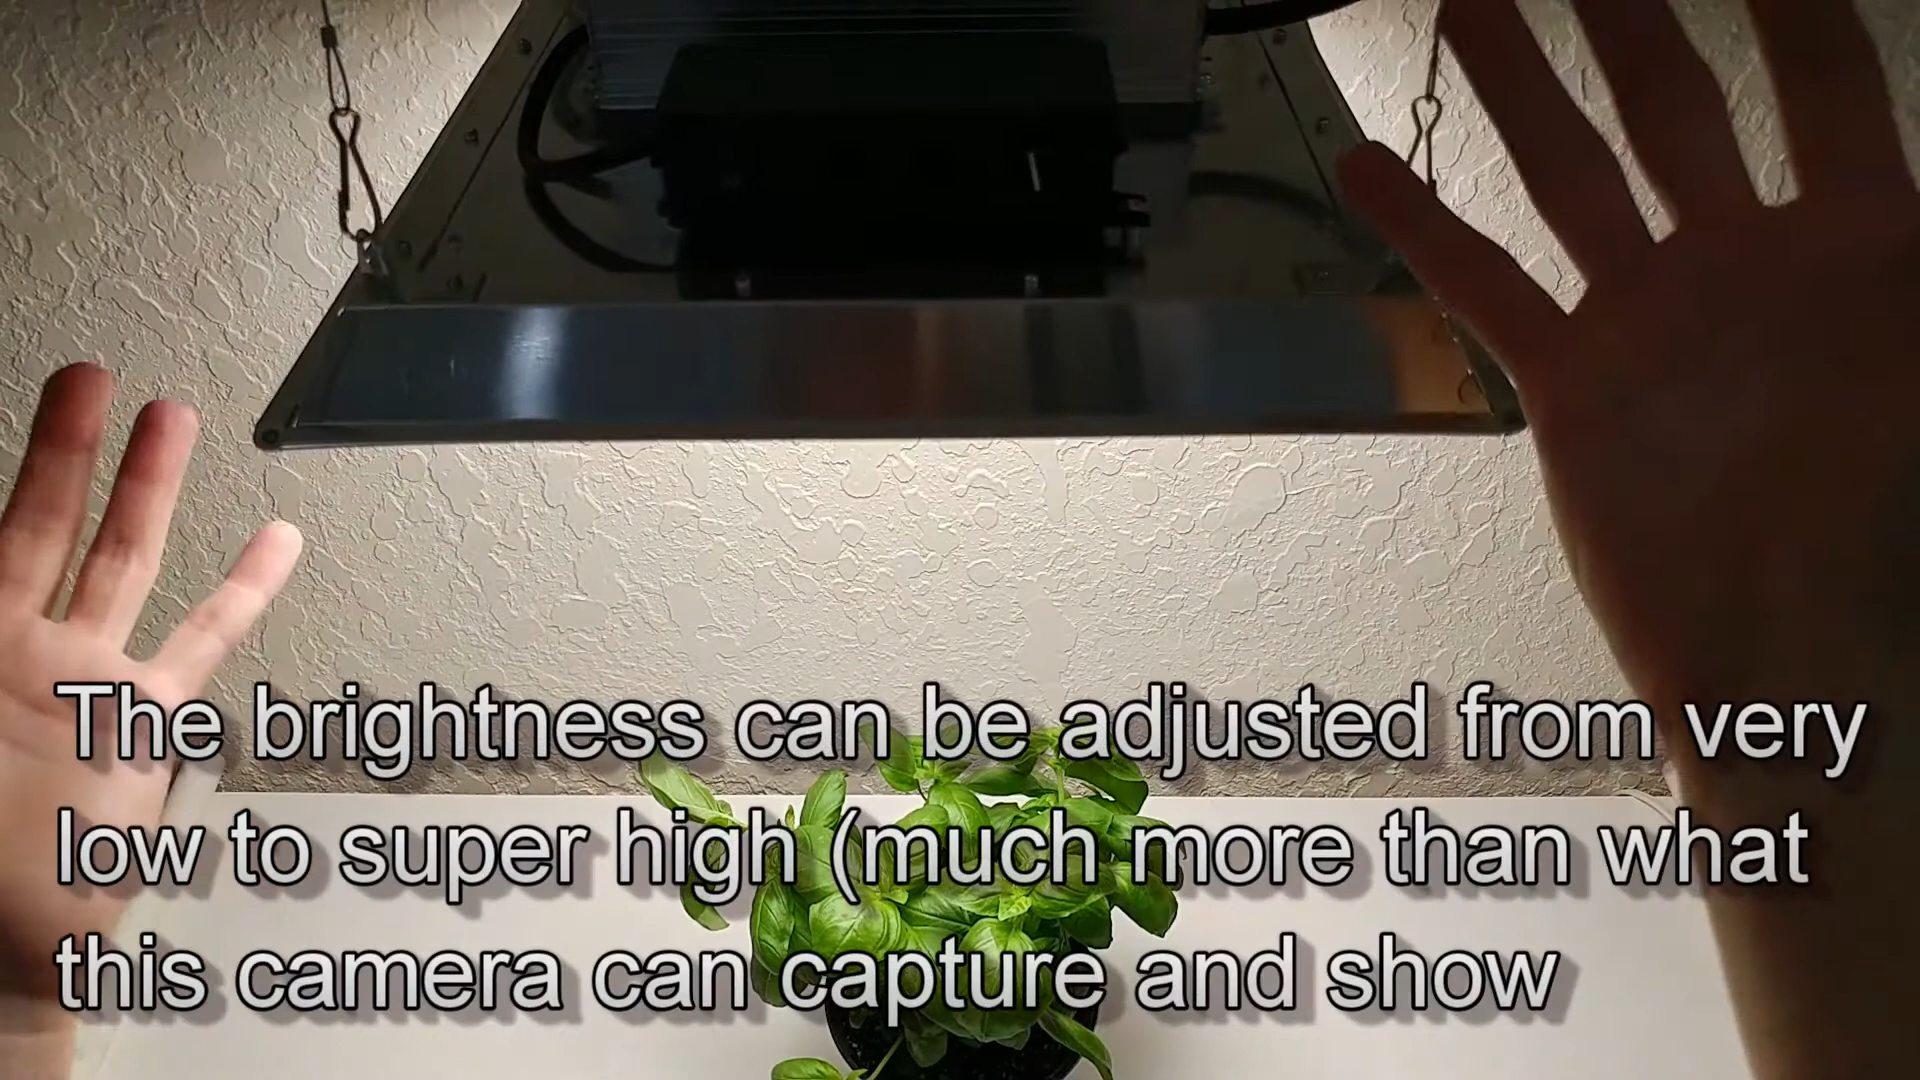 The brightness can be adjusted from very
low to super high (much more than what
this camera can capture and show